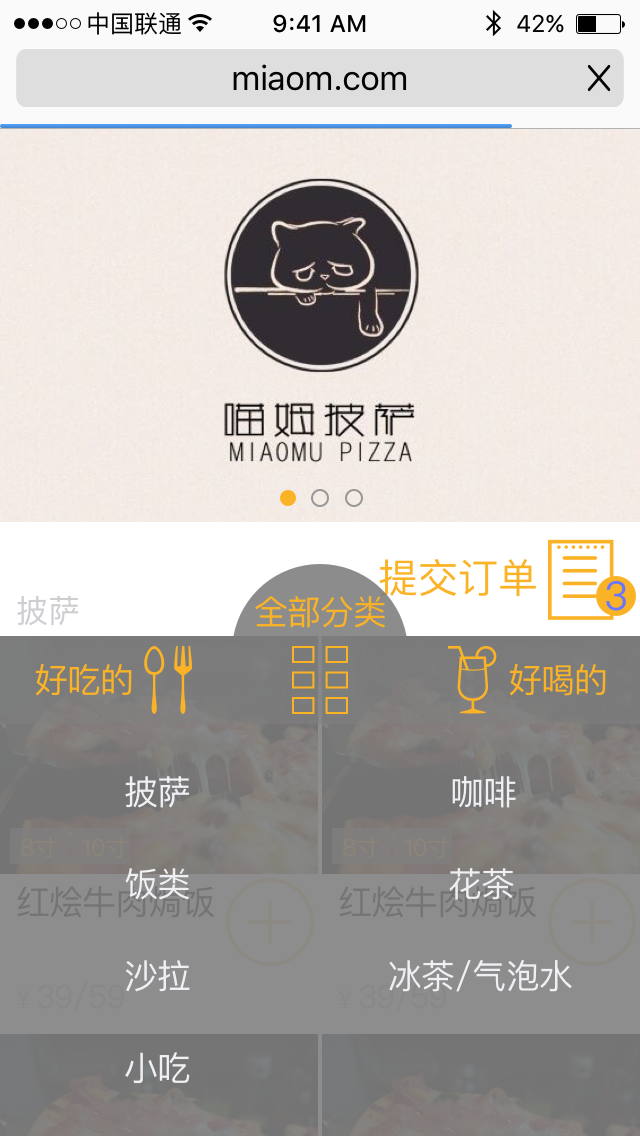 中国联通 9:41 AM 42%
miaom.com
喵姆披萨
MIAOMU PIZZA
提交订单 3
披萨 全部分类
好吃的 好喝的
披萨 咖啡
8寸 10寸 8寸 10寸
饭类 花茶
红烩牛肉焗饭 红烩牛肉焗饭
沙拉 冰茶/气泡水
¥39/59 ¥39/59
小吃